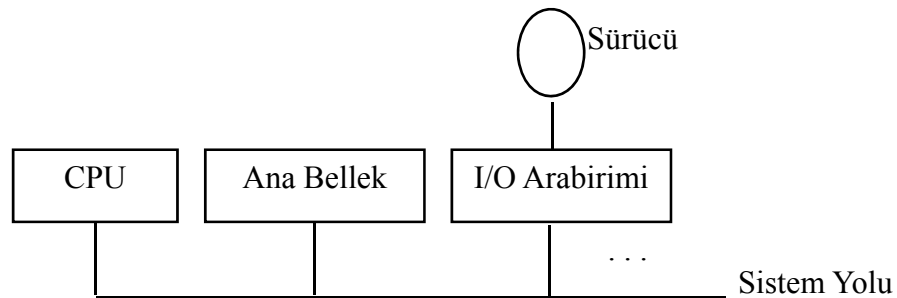 Sürücü
CPU
Ana Bellek
I/O Arabirimi
. . .
Sistem Yolu